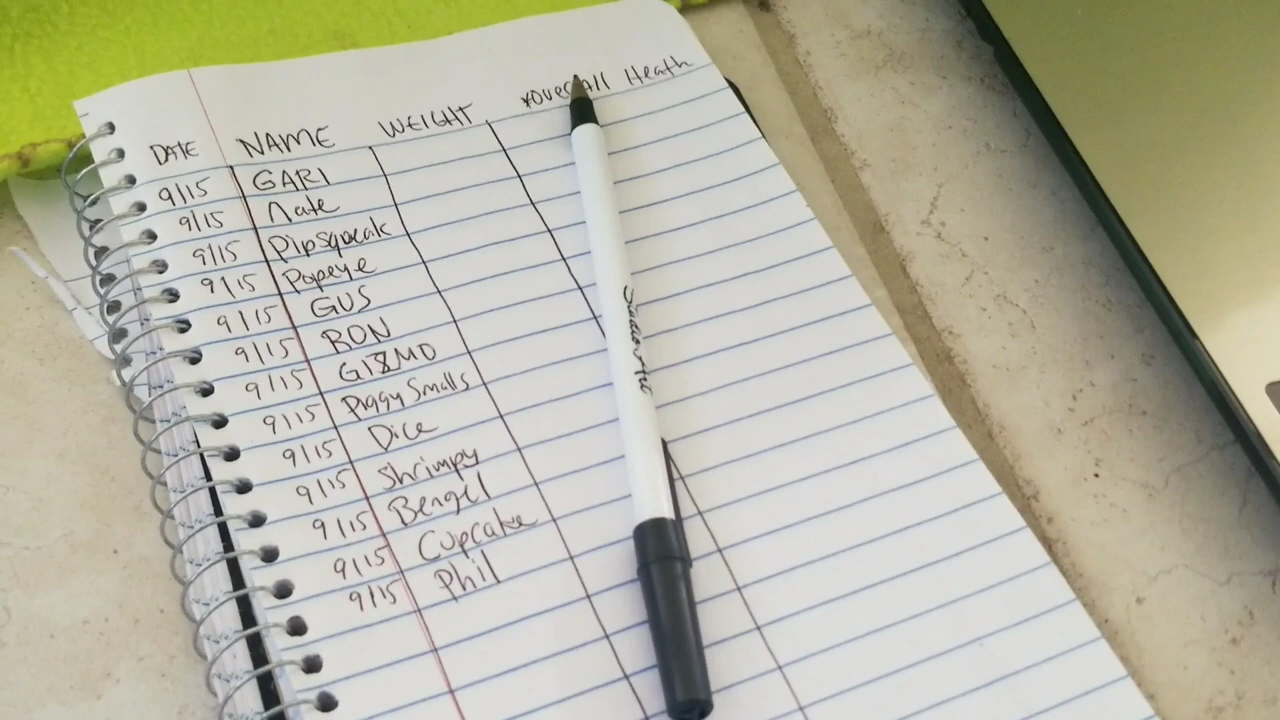 DATE NAME WEIGHT *OverAll Heath
9/15 GARI
9/15 Nate
9/15 PipSqueak
9/15 Popeye
9/15 GUS
9/15 RON
9/15 GIZMO
9/15 Piggy Smalls
9/15 Dice
9/15 Shrimpy
9/15 Bengel
9/15 Cupcake
9/15 Phil